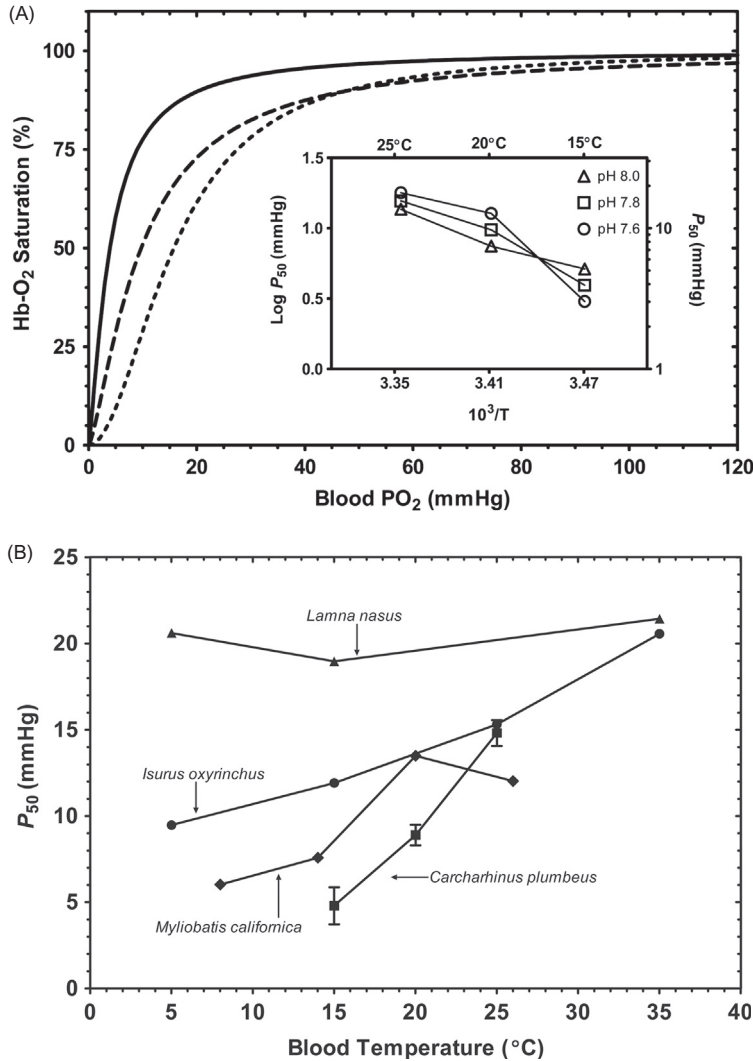 (A)
100
75
50
25
0
Hb-O₂ Saturation (%)
0 20 40 60 80 100 120
Blood PO₂ (mmHg)
25°C 20°C 15°C
1.5
1.0
0.5
0.0
Log P₅₀ (mmHg)
pH 8.0
pH 7.8
pH 7.6
10
1
P₅₀
(mmHg)
3.35 3.41 3.47
10³/T
(B)
25
20
15
10
5
0
P₅₀ (mmHg)
Lamna nasus
Isurus oxyrinchus
Carcharhinus plumbeus
Myliobatis californica
0 5 10 15 20 25 30 35 40
Blood Temperature (°C)